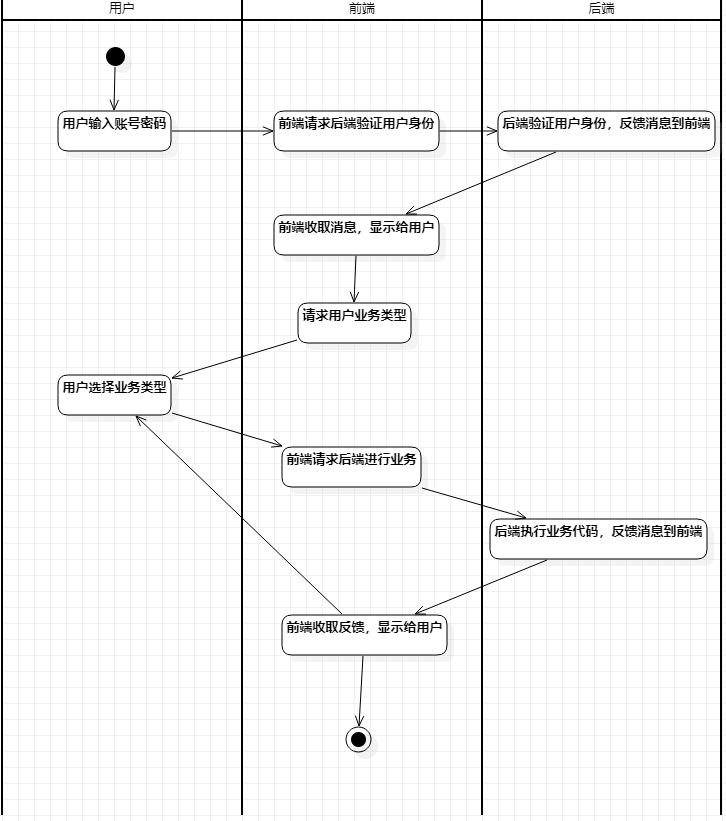 用户
前端
后端
用户输入账号密码
前端请求后端验证用户身份
后端验证用户身份，反馈消息到前端
前端收取消息，显示给用户
请求用户业务类型
用户选择业务类型
前端请求后端进行业务
后端执行业务代码，反馈消息到前端
前端收取反馈，显示给用户